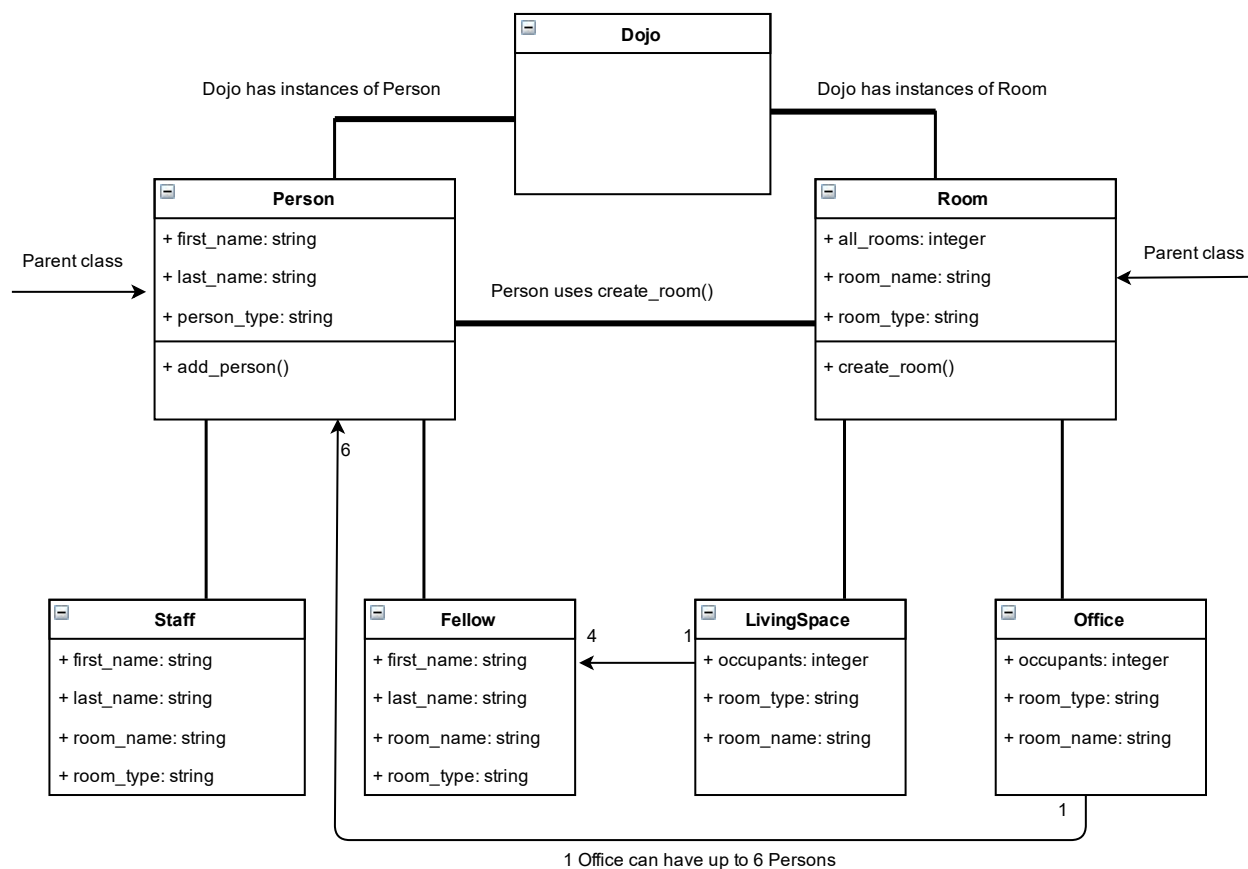 Dojo
Dojo has instances of Person
Dojo has instances of Room
Person
+ first_name: string
+ last_name: string
+ person_type: string
+ add_person()
Parent class
Person uses create_room()
Room
+ all_rooms: integer
+ room_name: string
+ room_type: string
+ create_room()
Parent class
6
Staff
+ first_name: string
+ last_name: string
+ room_name: string
+ room_type: string
Fellow
+ first_name: string
+ last_name: string
+ room_name: string
+ room_type: string
4
1
LivingSpace
+ occupants: integer
+ room_type: string
+ room_name: string
Office
+ occupants: integer
+ room_type: string
+ room_name: string
1
1 Office can have up to 6 Persons